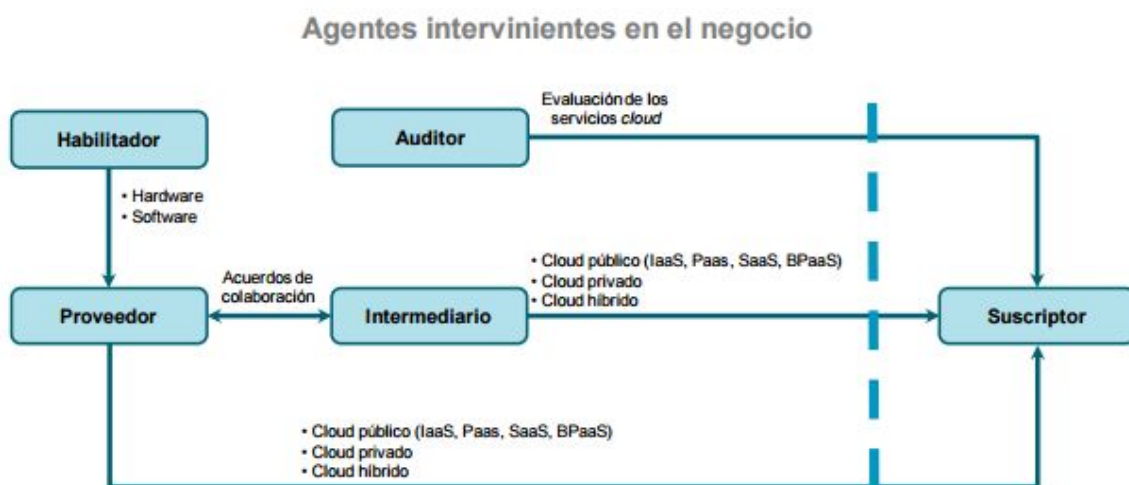 Agentes intervinientes en el negocio
Habilitador
Auditor
Evaluación de los
servicios cloud
• Hardware
• Software
Proveedor
Acuerdos de
colaboración
Intermediario
• Cloud público (IaaS, Paas, SaaS, BPaaS)
• Cloud privado
• Cloud híbrido
Suscriptor
• Cloud público (IaaS, Paas, SaaS, BPaaS)
• Cloud privado
• Cloud híbrido